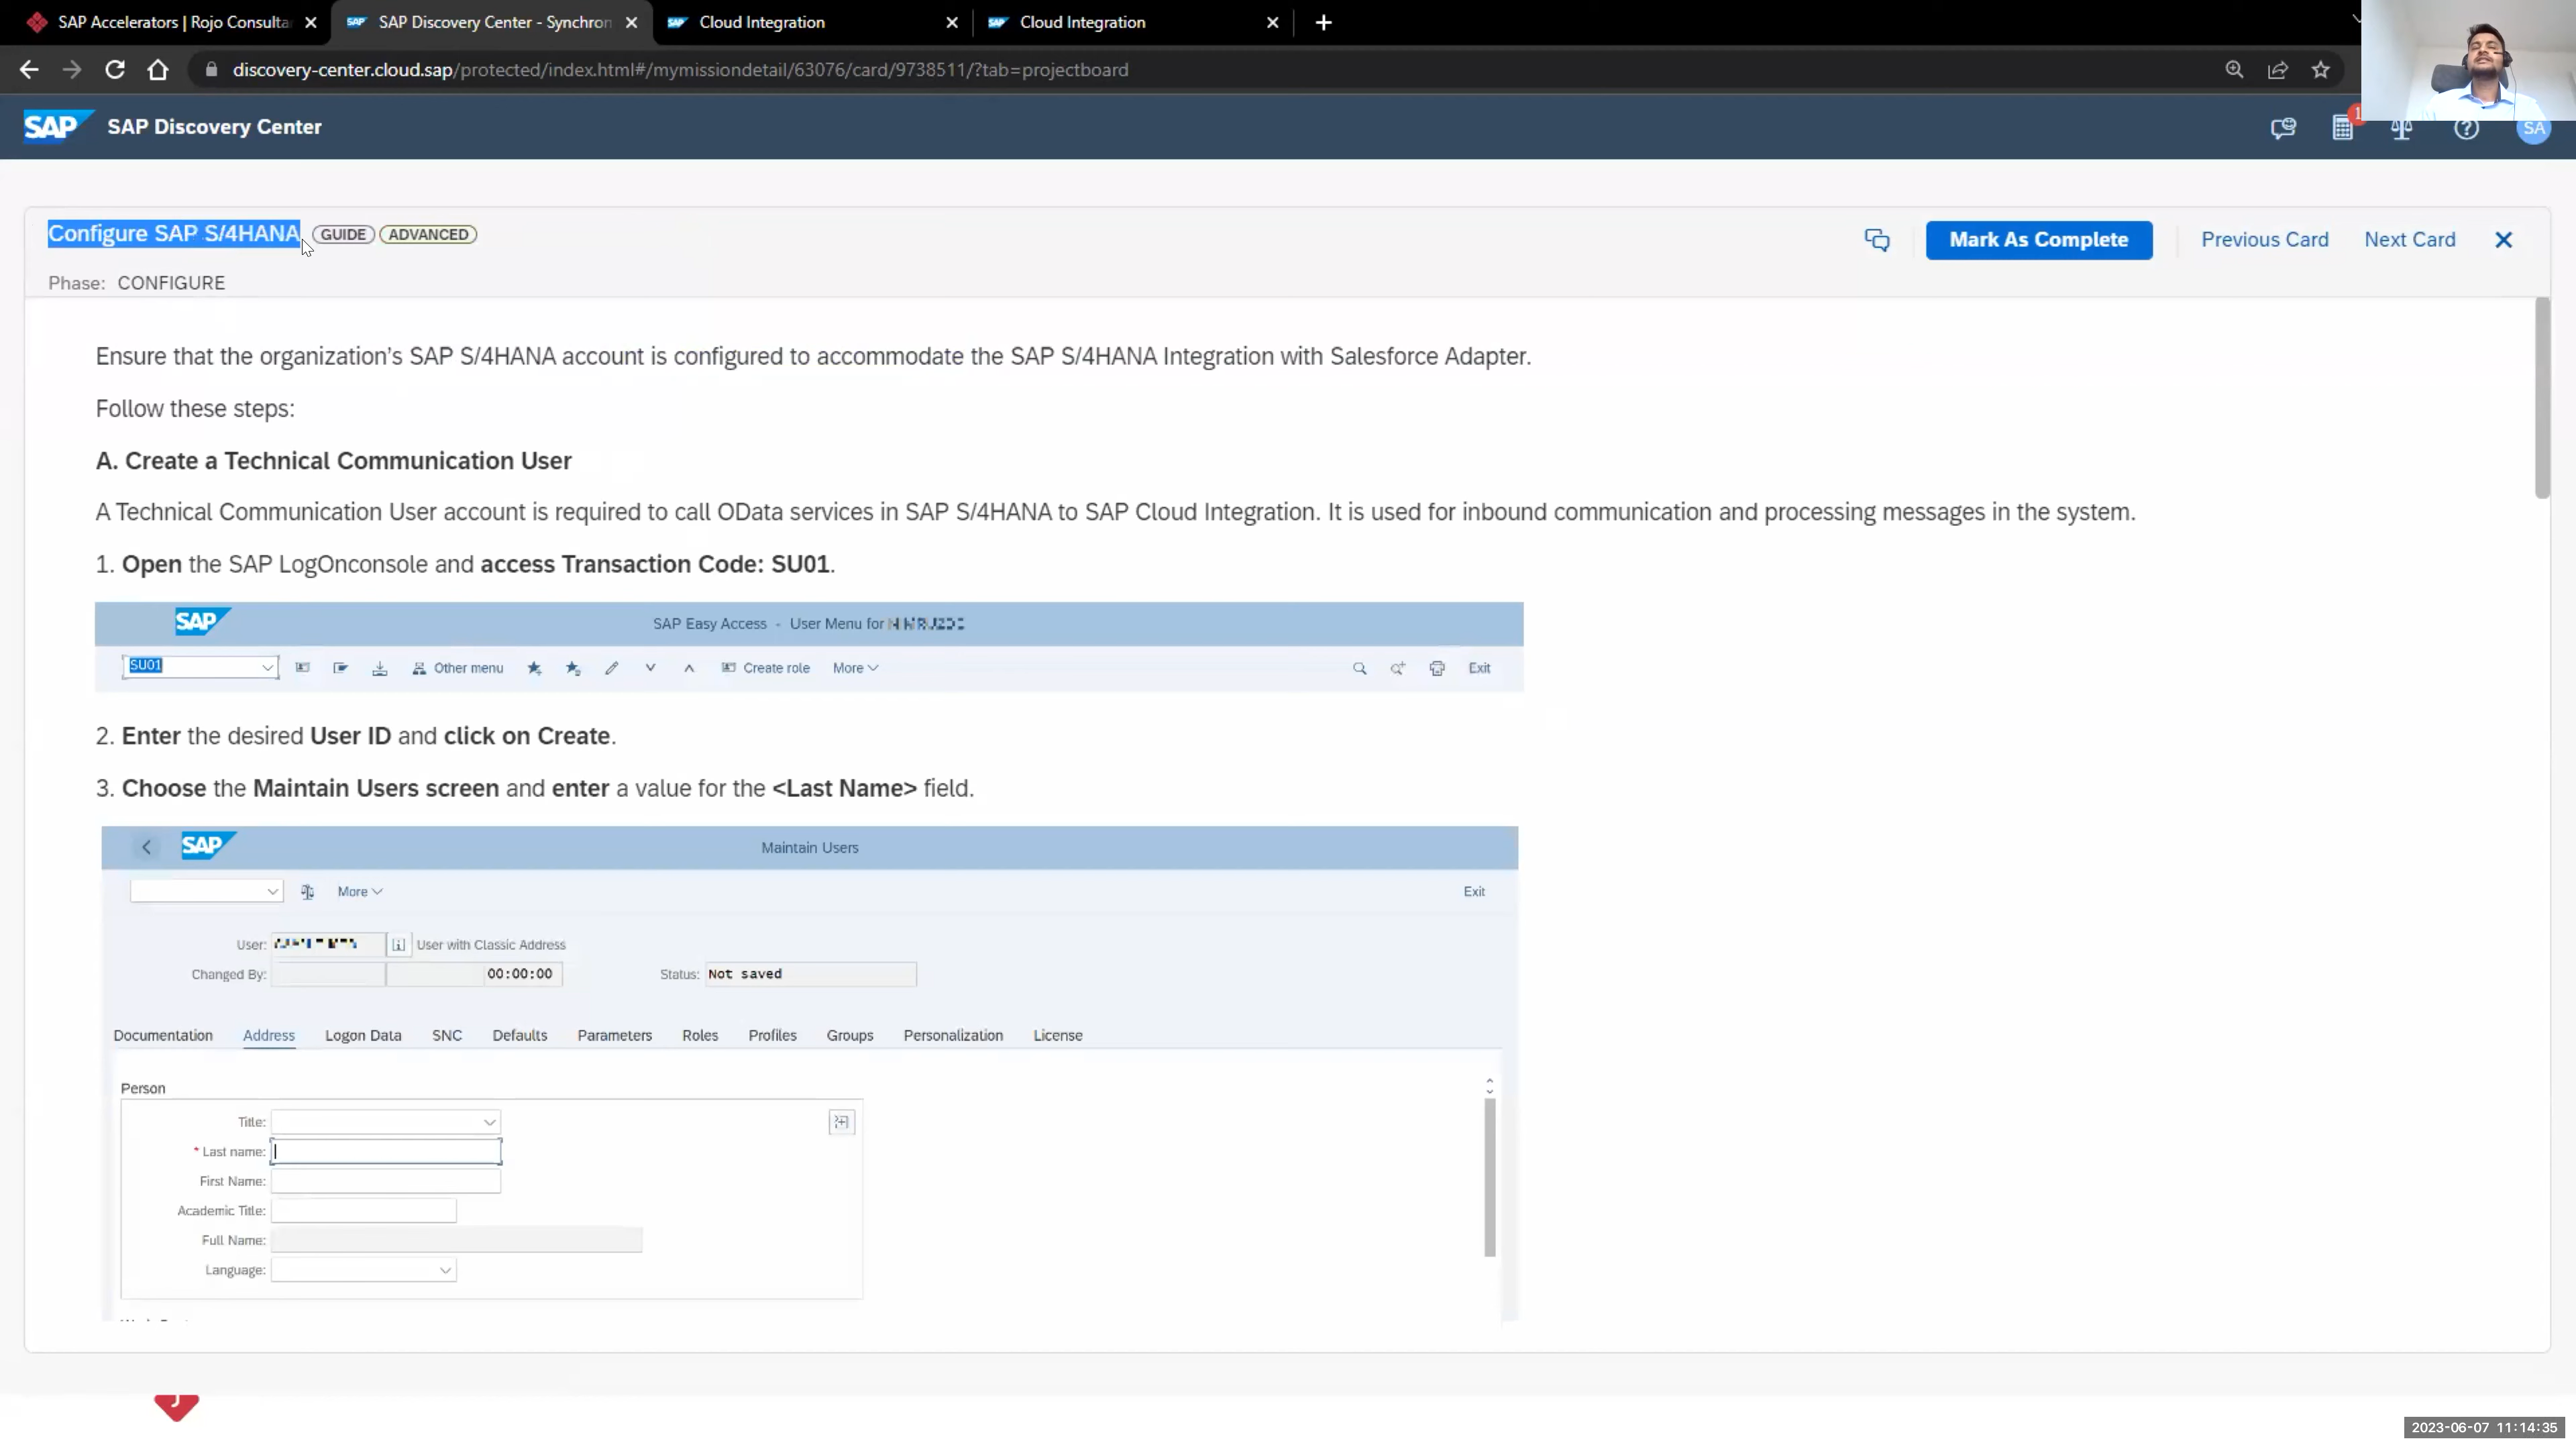 SAP Accelerators | Rojo Consulta
SAP Discovery Center - Synchron
Cloud Integration
Cloud Integration
discovery-center.cloud.sap/protected/index.html#/mymissiondetail/63076/card/9738511/?tab=projectboard
SAP
SAP Discovery Center
1
SA
Configure SAP S/4HANA
GUIDE
ADVANCED
Mark As Complete
Previous Card
Next Card
Phase: CONFIGURE
Ensure that the organization's SAP S/4HANA account is configured to accommodate the SAP S/4HANA Integration with Salesforce Adapter.
Follow these steps:
A. Create a Technical Communication User
A Technical Communication User account is required to call OData services in SAP S/4HANA to SAP Cloud Integration. It is used for inbound communication and processing messages in the system.
1. Open the SAP LogOnconsole and access Transaction Code: SU01.
SAP
SAP Easy Access - User Menu for
SU01
Other menu
Create role
More
Exit
2. Enter the desired User ID and click on Create.
3. Choose the Maintain Users screen and enter a value for the <Last Name> field.
SAP
Maintain Users
More
Exit
User:
User with Classic Address
Changed By:
00:00:00
Status: Not saved
Documentation
Address
Logon Data
SNC
Defaults
Parameters
Roles
Profiles
Groups
Personalization
License
Person
Title:
* Last name:
First Name:
Academic Title:
Full Name:
Language:
2023-06-07 11:14:35